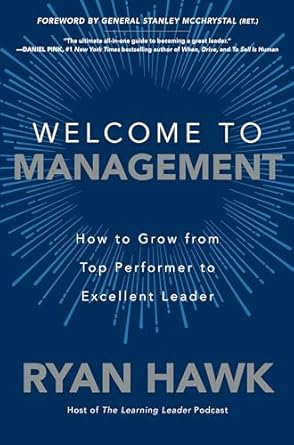 FOREWORD BY GENERAL STANLEY MCCHRYSTAL (RET.)
"The ultimate all-in-one guide to becoming a great leader."
—DANIEL PINK, #1 New York Times bestselling author of When, Drive, and To Sell Is Human
WELCOME TO
MANAGEMENT
How to Grow from
Top Performer to
Excellent Leader
RYAN HAWK
Host of The Learning Leader Podcast